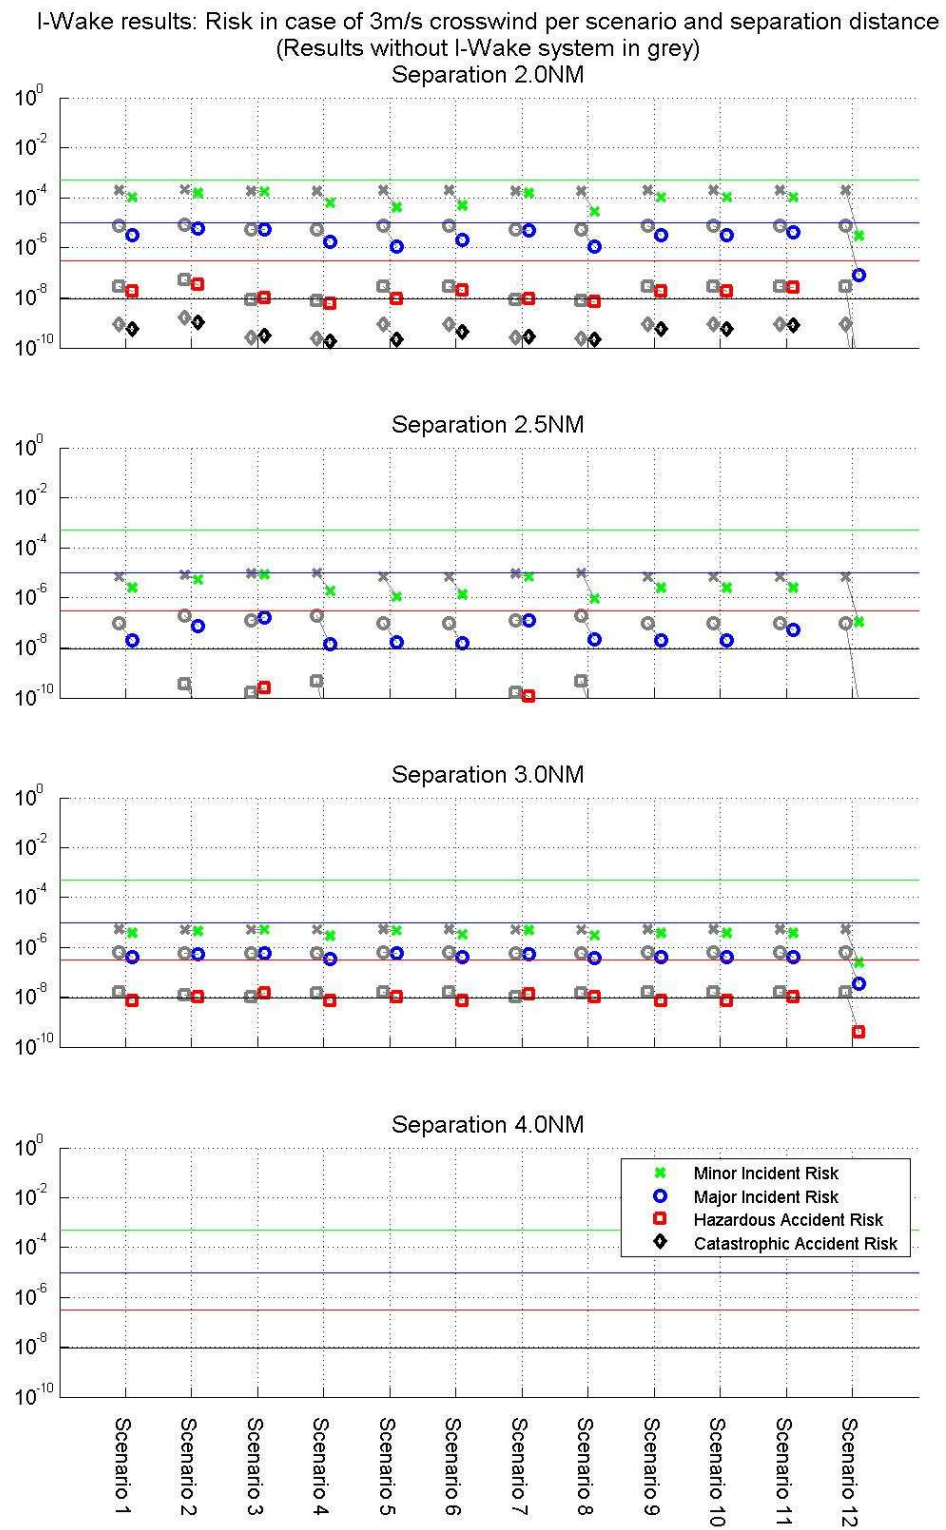 I-Wake results: Risk in case of 3m/s crosswind per scenario and separation distance
(Results without I-Wake system in grey)
Separation 2.0NM
10^0
10^-2
10^-4
10^-6
10^-8
10^-10
Separation 2.5NM
10^0
10^-2
10^-4
10^-6
10^-8
10^-10
Separation 3.0NM
10^0
10^-2
10^-4
10^-6
10^-8
10^-10
Separation 4.0NM
10^0
10^-2
10^-4
10^-6
10^-8
10^-10
Minor Incident Risk
Major Incident Risk
Hazardous Accident Risk
Catastrophic Accident Risk
Scenario 1
Scenario 2
Scenario 3
Scenario 4
Scenario 5
Scenario 6
Scenario 7
Scenario 8
Scenario 9
Scenario 10
Scenario 11
Scenario 12